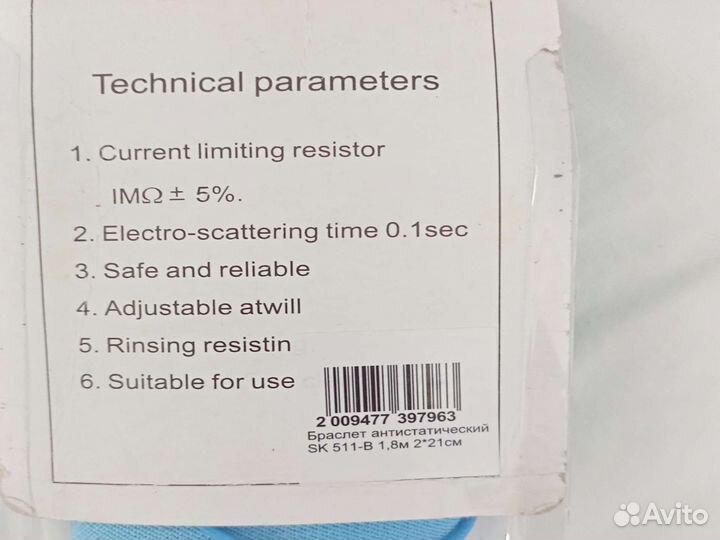 Technical parameters
1. Current limiting resistor
IMΩ ± 5%.
2. Electro-scattering time 0.1sec
3. Safe and reliable
4. Adjustable atwill
5. Rinsing resistin
6. Suitable for use
2 009477 397963
Браслет антистатический
SK 511-B 1,8м 2*21см
Avito